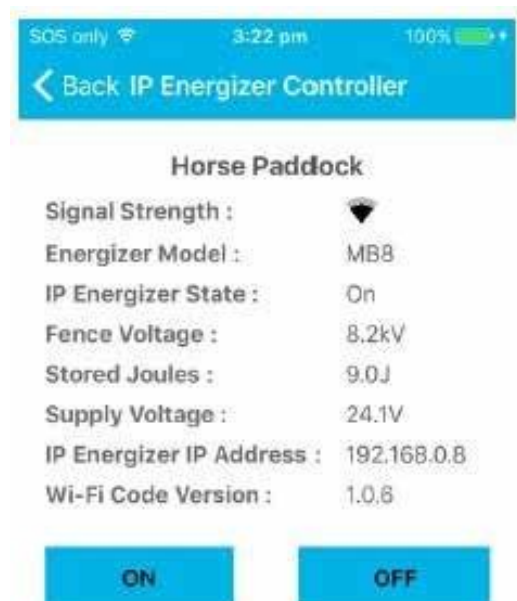 SOS only 3:22 pm 100%
Back IP Energizer Controller
Horse Paddock
Signal Strength :
Energizer Model : MB8
IP Energizer State : On
Fence Voltage : 8.2kV
Stored Joules : 9.0J
Supply Voltage : 24.1V
IP Energizer IP Address : 192.168.0.8
Wi-Fi Code Version : 1.0.6
ON OFF